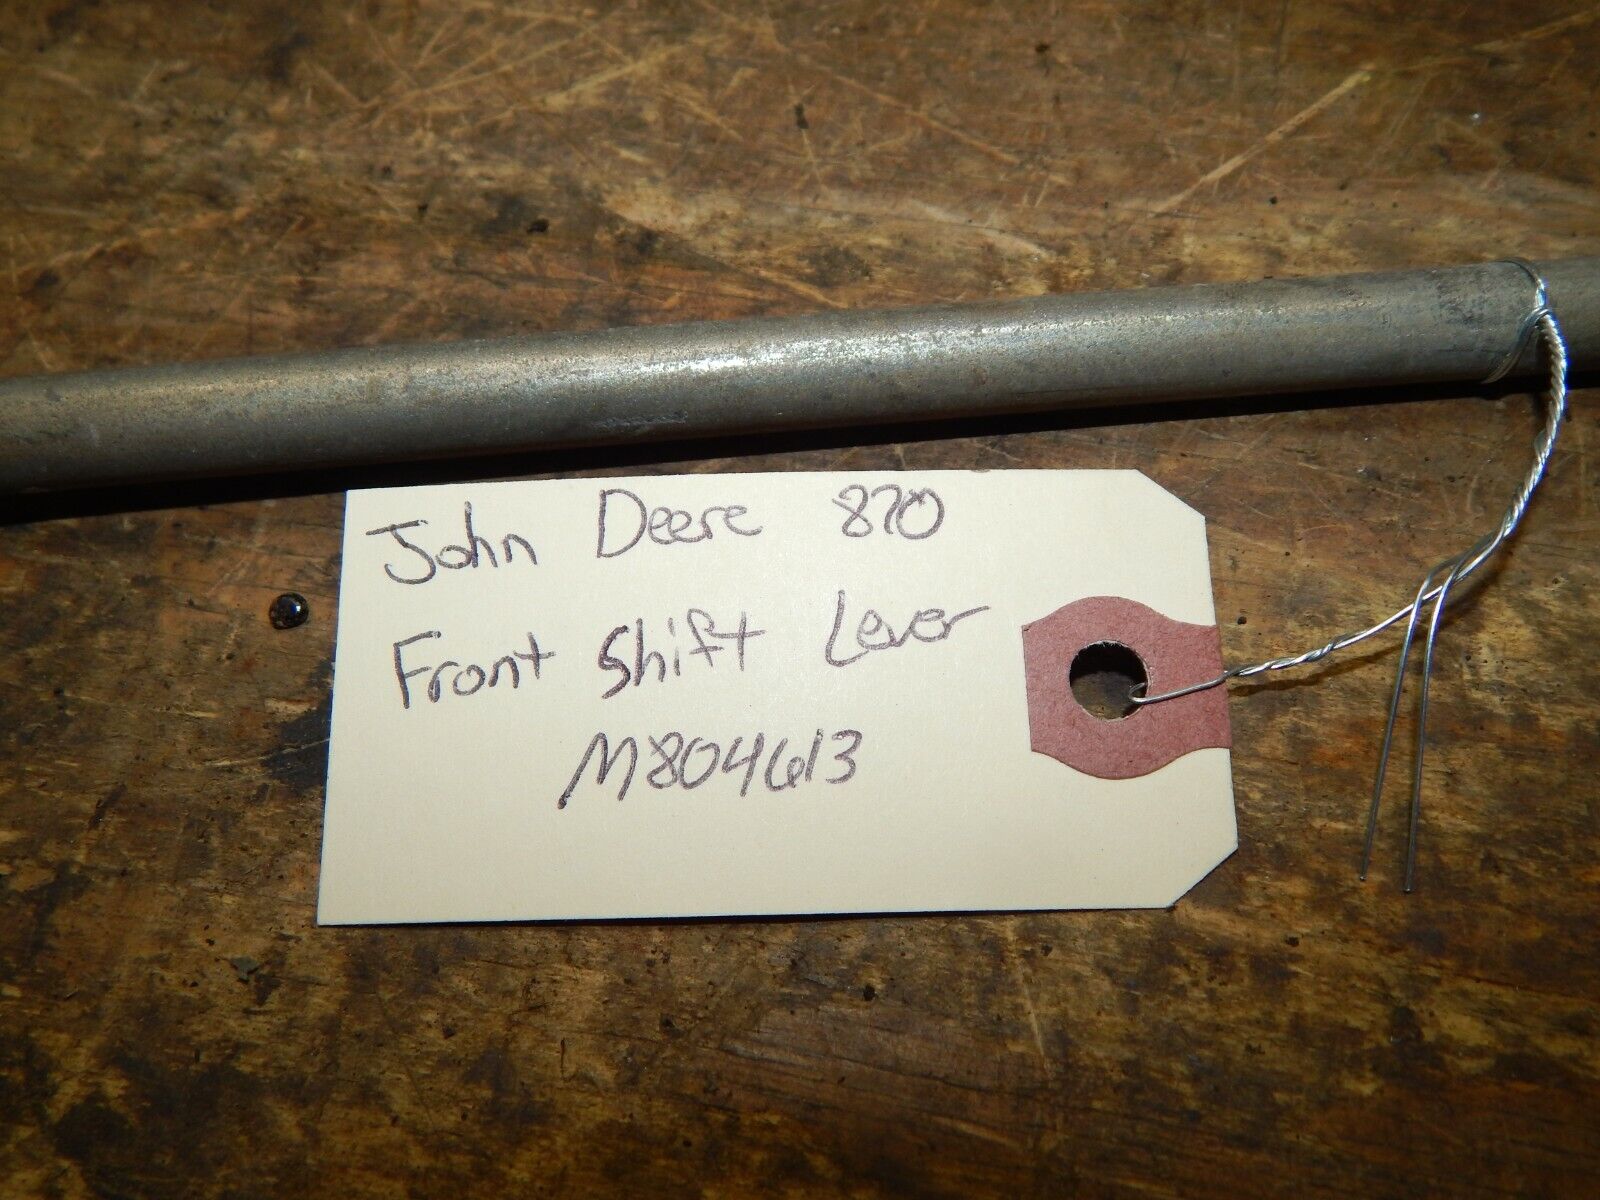 John Deere 870
Front Shift Lever
M804613